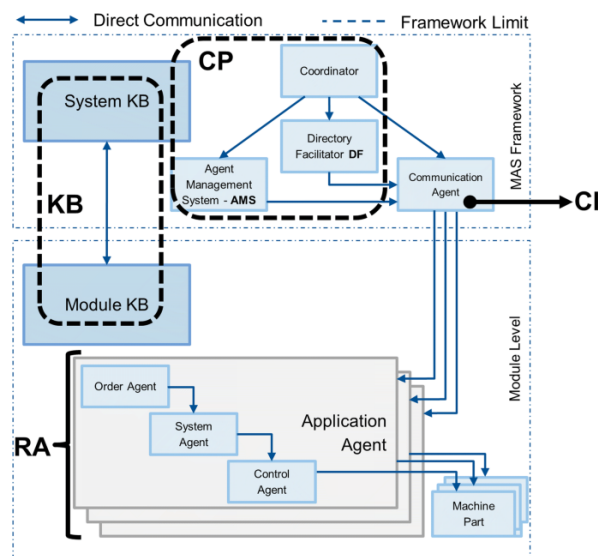 Direct Communication
Framework Limit
CP
Coordinator
System KB
Directory
Facilitator DF
Agent
Management
System - AMS
Communication
Agent
MAS Framework
KB
CI
Module KB
Module Level
Order Agent
System
Agent
Application
Agent
RA
Control
Agent
Machine
Part